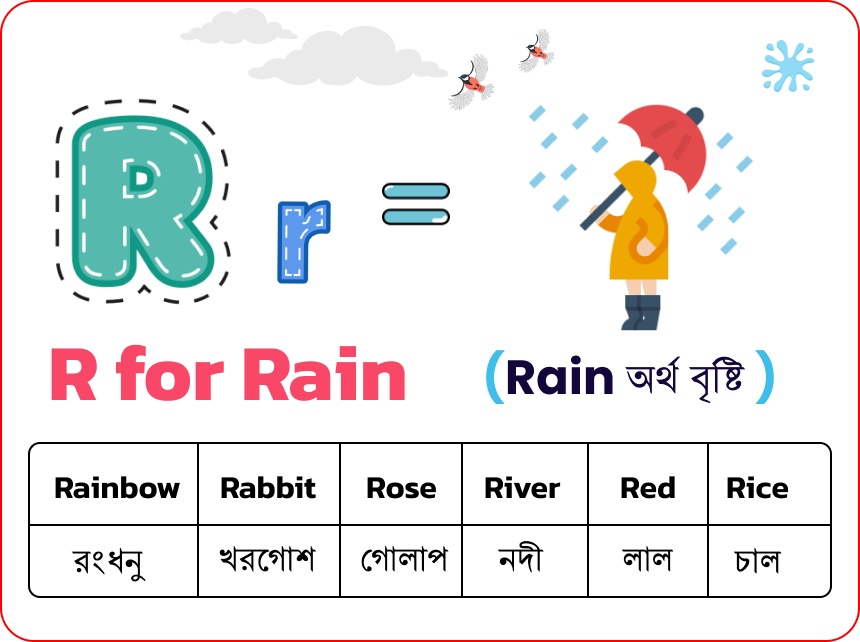 R r =
R for Rain
(Rain অর্থ বৃষ্টি )
Rainbow Rabbit Rose River Red Rice
রংধনু খরগোশ গোলাপ নদী লাল চাল